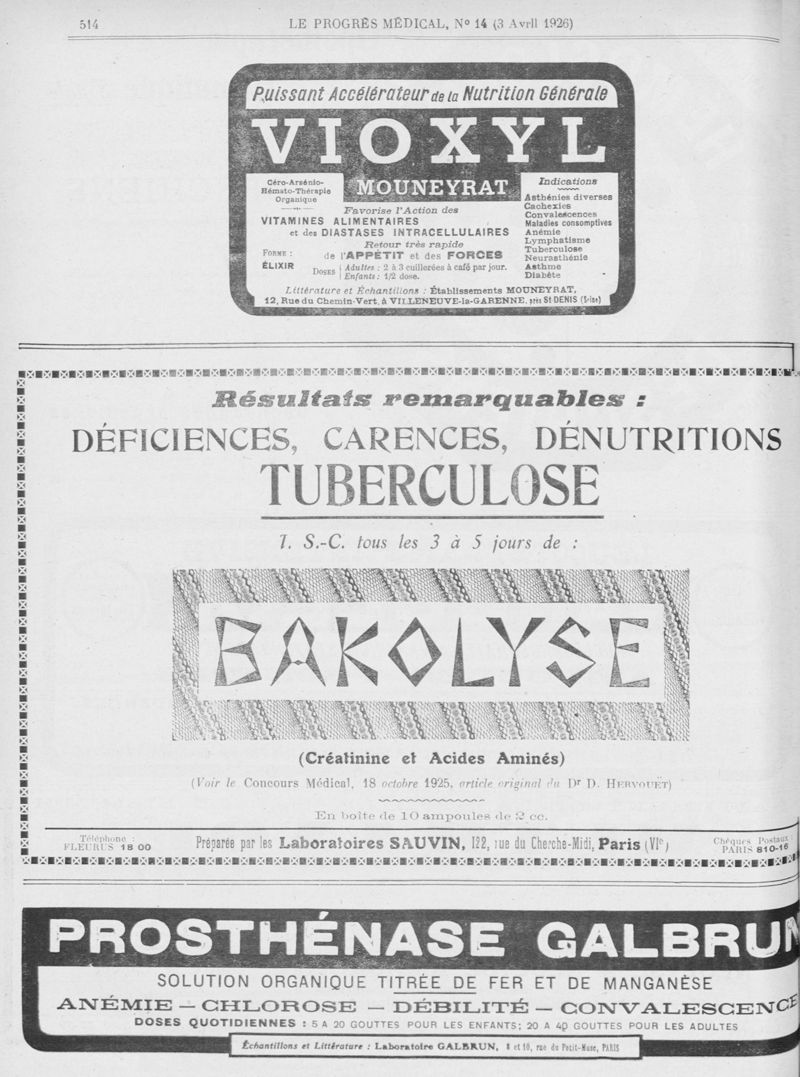 514
LE PROGRÈS MÉDICAL, N° 14 (3 Avril 1926)
Puissant Accélérateur de la Nutrition Générale
VIOXYL
MOUNEYRAT
Céro-Arsénio-
Hémato-Thérapie
Organique
Favorise l'Action des
VITAMINES ALIMENTAIRES
et des DIASTASES INTRACELLULAIRES
Retour très rapide
de l'APPÉTIT et des FORCES
FORME :
ÉLIXIR
DOSES
Adultes : 2 à 3 cuillerées à café par jour.
Enfants : 1/2 dose.
Indications
Asthénies diverses
Cachexies
Convalescences
Maladies consomptives
Anémie
Lymphatisme
Tuberculose
Neurasthénie
Asthme
Diabète
Littérature et Échantillons : Établissements MOUNEYRAT,
12, Rue du Chemin-Vert, à VILLENEUVE-la-GARENNE, près St-DENIS (Seine)
Résultats remarquables :
DÉFICIENCES, CARENCES, DÉNUTRITIONS
TUBERCULOSE
I. S.-C. tous les 3 à 5 jours de :
BAKOLYSE
(Créatinine et Acides Aminés)
(Voir le Concours Médical, 18 octobre 1925, article original du Dr D. HERVOUËT)
En boîte de 10 ampoules de 2 cc.
Téléphone :
FLEURUS 18 00
Préparée par les Laboratoires SAUVIN, 122, rue du Cherche-Midi, Paris (VIe)
Chèques Postaux :
PARIS 810-16
PROSTHÉNASE GALBRUN
SOLUTION ORGANIQUE TITRÉE DE FER ET DE MANGANÈSE
ANÉMIE — CHLOROSE — DÉBILITÉ — CONVALESCENCE
DOSES QUOTIDIENNES : 5 A 20 GOUTTES POUR LES ENFANTS; 20 A 40 GOUTTES POUR LES ADULTES
Échantillons et Littérature : Laboratoire GALBRUN, 8 et 10, rue du Petit-Musc, PARIS